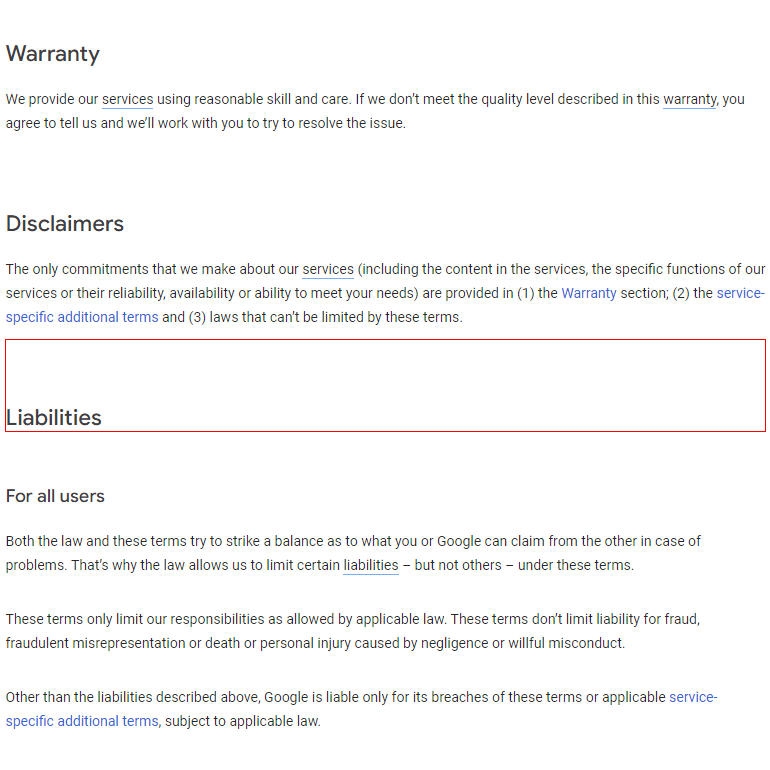 Warranty
We provide our services using reasonable skill and care. If we don’t meet the quality level described in this warranty, you
agree to tell us and we’ll work with you to try to resolve the issue.
Disclaimers
The only commitments that we make about our services (including the content in the services, the specific functions of our
services or their reliability, availability or ability to meet your needs) are provided in (1) the Warranty section; (2) the service-
specific additional terms and (3) laws that can’t be limited by these terms.
Liabilities
For all users
Both the law and these terms try to strike a balance as to what you or Google can claim from the other in case of
problems. That’s why the law allows us to limit certain liabilities – but not others – under these terms.
These terms only limit our responsibilities as allowed by applicable law. These terms don’t limit liability for fraud,
fraudulent misrepresentation or death or personal injury caused by negligence or willful misconduct.
Other than the liabilities described above, Google is liable only for its breaches of these terms or applicable service-
specific additional terms, subject to applicable law.